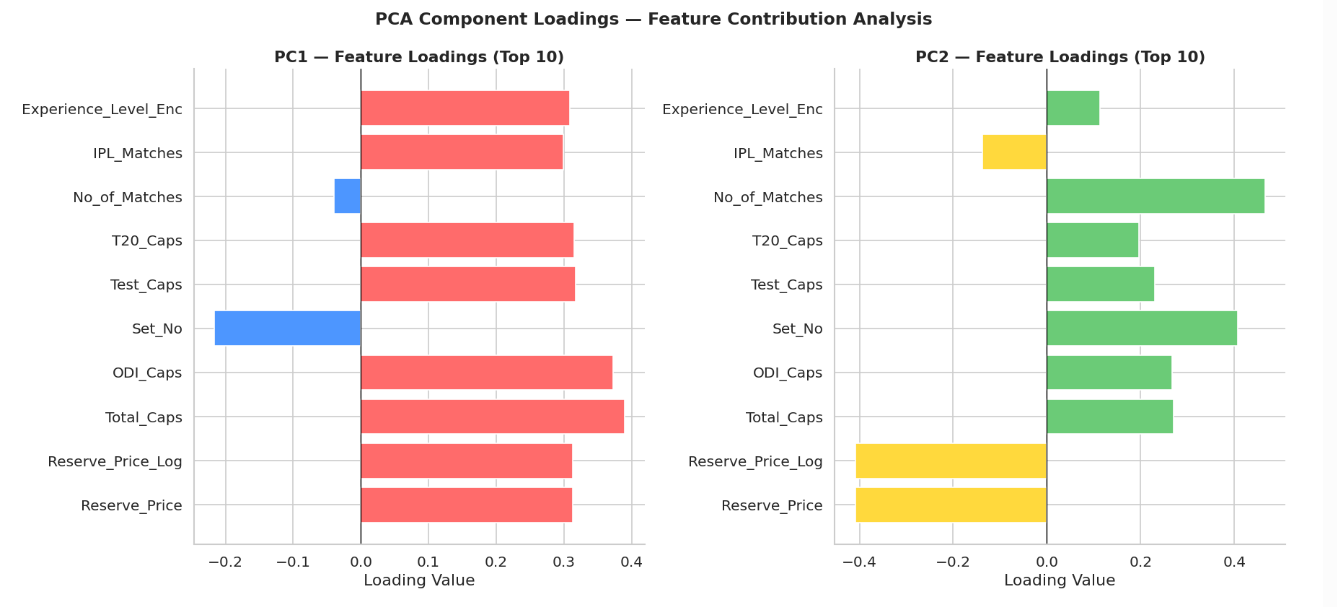 PCA Component Loadings — Feature Contribution Analysis
PC1 — Feature Loadings (Top 10)
Experience_Level_Enc
IPL_Matches
No_of_Matches
T20_Caps
Test_Caps
Set_No
ODI_Caps
Total_Caps
Reserve_Price_Log
Reserve_Price
−0.2 −0.1 0.0 0.1 0.2 0.3 0.4
Loading Value
PC2 — Feature Loadings (Top 10)
Experience_Level_Enc
IPL_Matches
No_of_Matches
T20_Caps
Test_Caps
Set_No
ODI_Caps
Total_Caps
Reserve_Price_Log
Reserve_Price
−0.4 −0.2 0.0 0.2 0.4
Loading Value